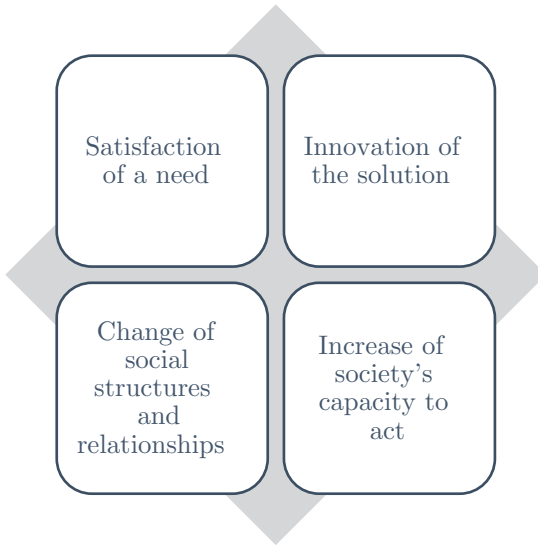 Satisfaction
of a need
Innovation of
the solution
Change of
social
structures
and
relationships
Increase of
society's
capacity to
act